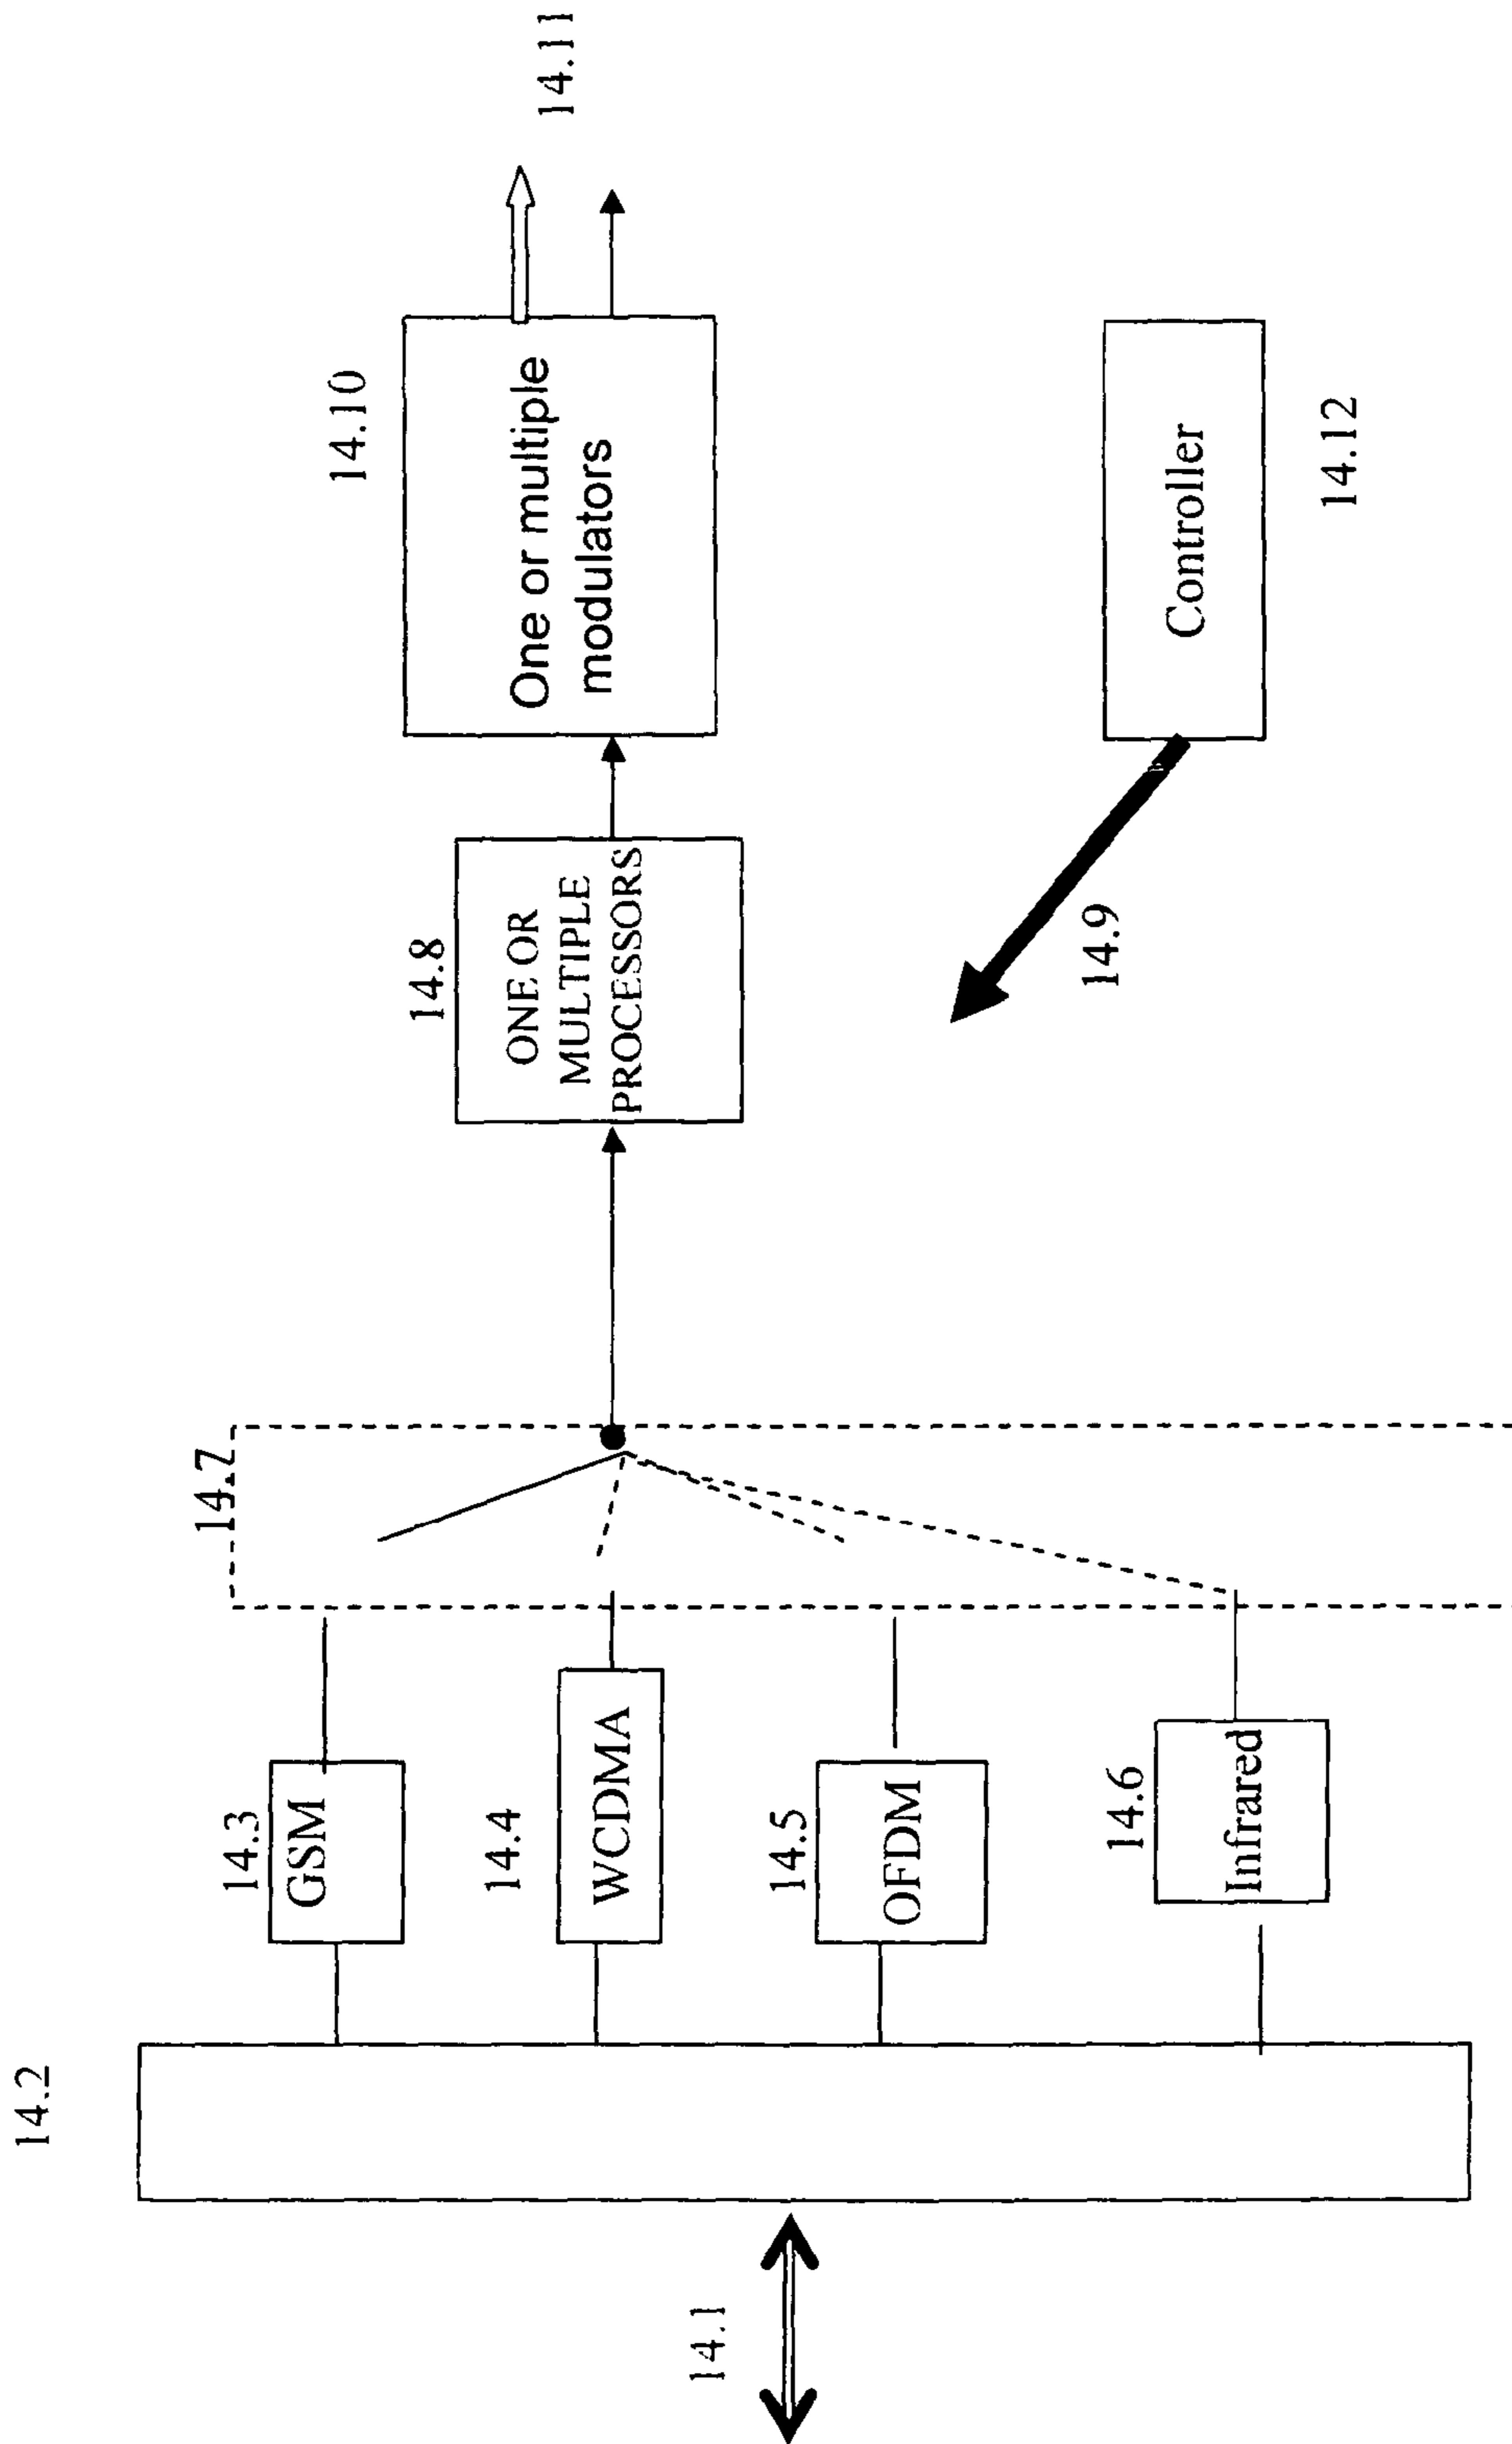 14.1
14.2
14.3
GSM
14.4
WCDMA
14.5
OFDM
14.6
Infrared
14.7
14.8
ONE OR
MULTIPLE
PROCESSORS
14.9
14.10
One or multiple
modulators
14.11
Controller
14.12